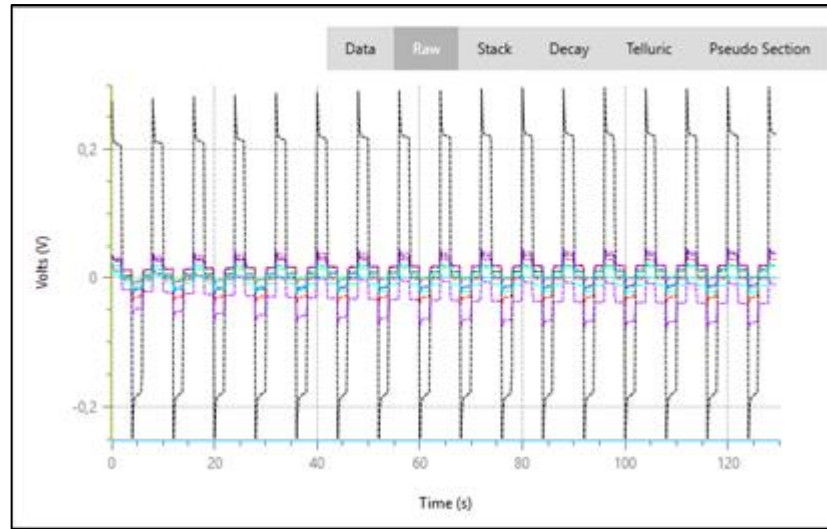 Data Raw Stack Decay Telluric Pseudo Section
Volts (V)
0,2
0
-0,2
0 20 40 60 80 100 120
Time (s)